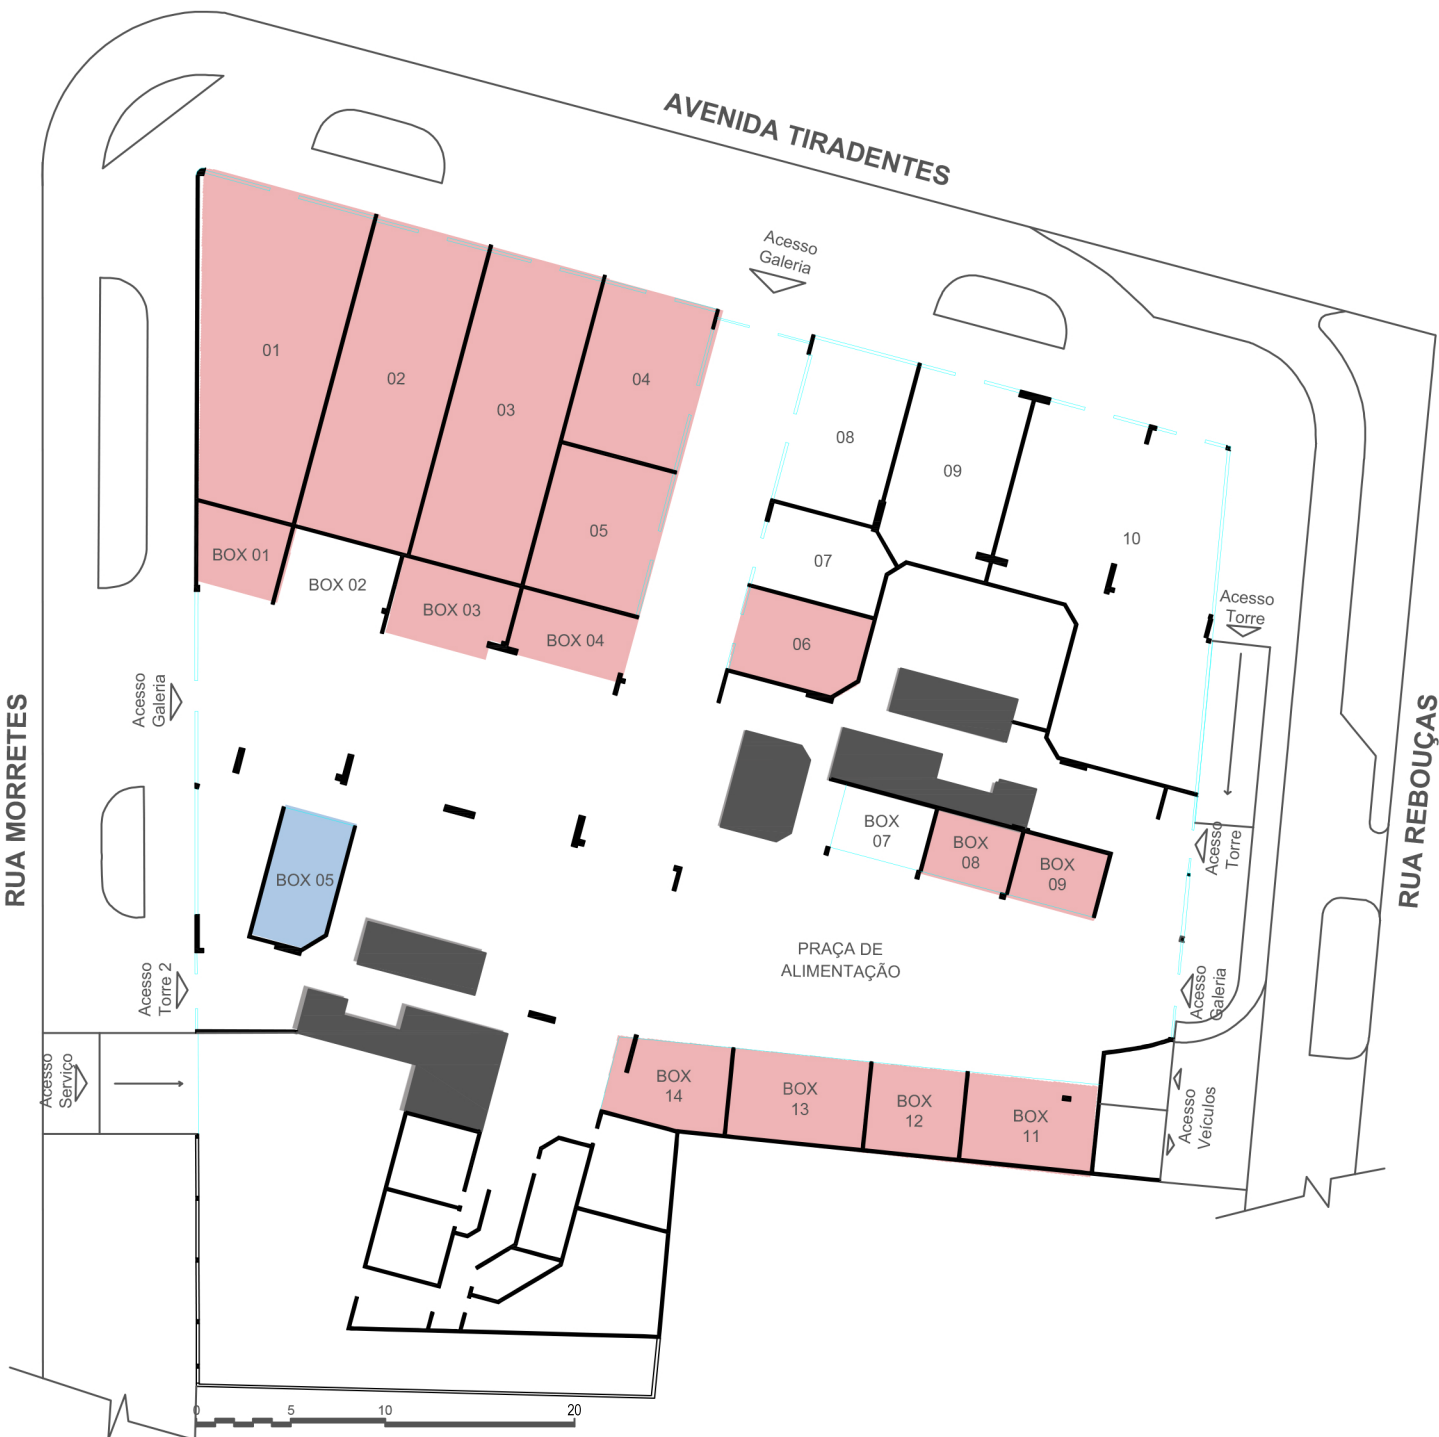 AVENIDA TIRADENTES
Acesso
Galeria
01
02
03
04
05
08
09
10
07
06
BOX 01
BOX 02
BOX 03
BOX 04
Acesso
Torre
Acesso
Galeria
RUA MORRETES
RUA REBOUÇAS
BOX
07
BOX
08
BOX
09
Acesso
Torre
BOX 05
PRAÇA DE
ALIMENTAÇÃO
Acesso
Torre 2
Acesso
Galeria
Acesso
Serviço
BOX
14
BOX
13
BOX
12
BOX
11
Acesso
Veículos
0
5
10
20